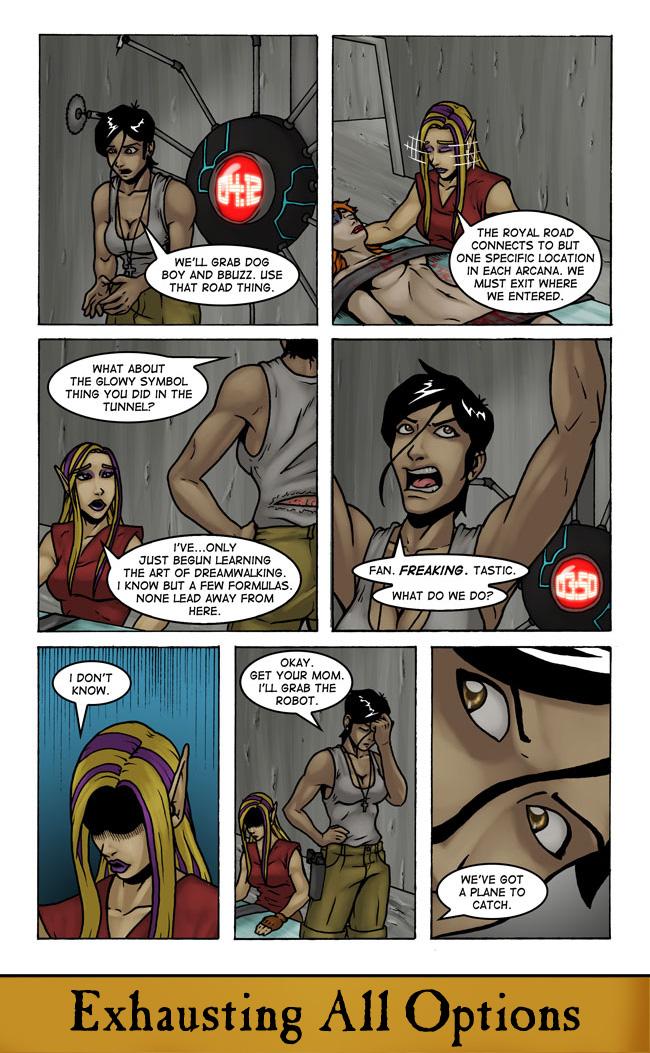 04:12
WE'LL GRAB DOG
BOY AND BBUZZ. USE
THAT ROAD THING.
THE ROYAL ROAD
CONNECTS TO BUT
ONE SPECIFIC LOCATION
IN EACH ARCANA. WE
MUST EXIT WHERE
WE ENTERED.
WHAT ABOUT
THE GLOWY SYMBOL
THING YOU DID IN THE
TUNNEL?
I'VE...ONLY
JUST BEGUN LEARNING
THE ART OF DREAMWALKING.
I KNOW BUT A FEW FORMULAS.
NONE LEAD AWAY FROM
HERE.
FAN. FREAKING. TASTIC.
WHAT DO WE DO?
03:50
I DON'T
KNOW.
OKAY.
GET YOUR MOM.
I'LL GRAB THE
ROBOT.
WE'VE GOT
A PLANE TO
CATCH.
Exhausting All Options